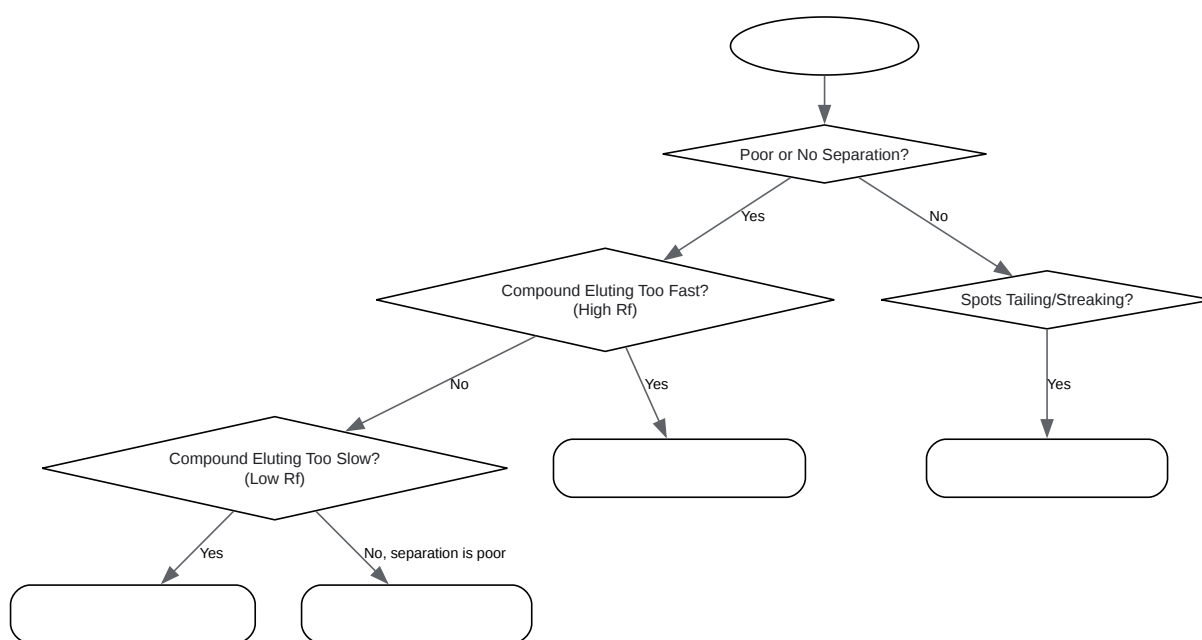 Poor or No Separation?
Yes
No
Compound Eluting Too Fast?
(High Rf)
Spots Tailing/Streaking?
No
Yes
Yes
Compound Eluting Too Slow?
(Low Rf)
Yes
No, separation is poor